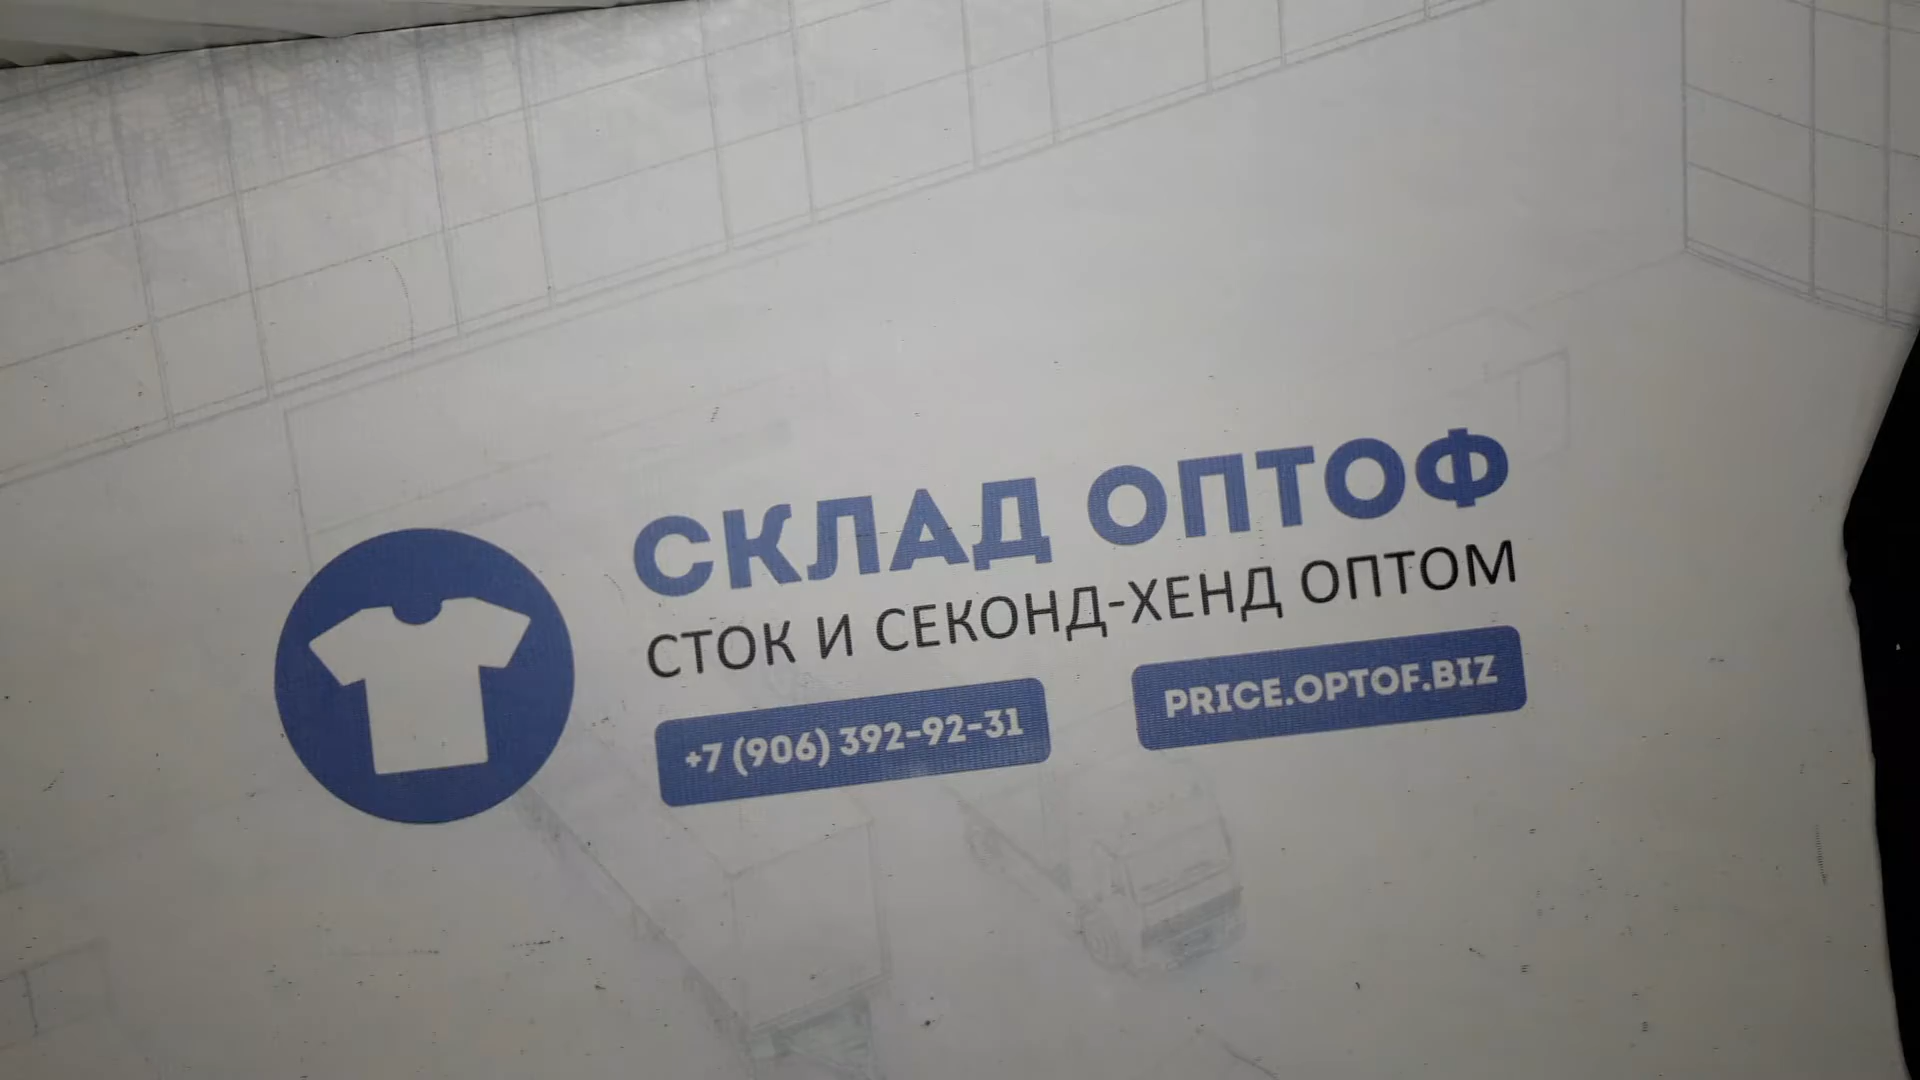 СКЛАД ОПТОФ
СТОК И СЕКОНД-ХЕНД ОПТОМ
+7 (906) 392-92-31
PRICE.OPTOF.BIZ